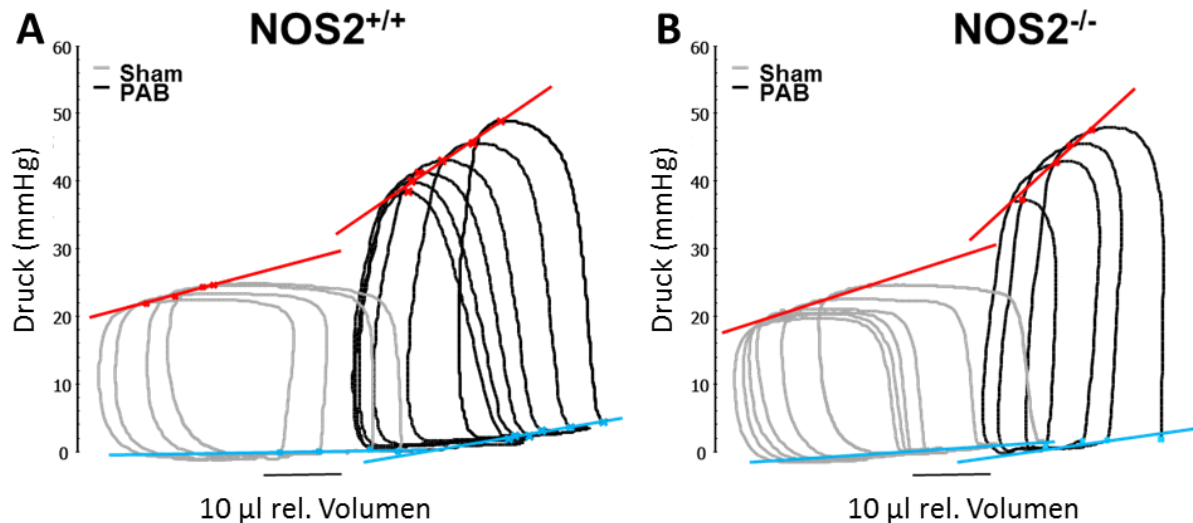 A NOS2+/+
60
50
40
30
20
10
0
Druck (mmHg)
Sham
PAB
10 µl rel. Volumen
B NOS2-/-
60
50
40
30
20
10
0
Druck (mmHg)
Sham
PAB
10 µl rel. Volumen